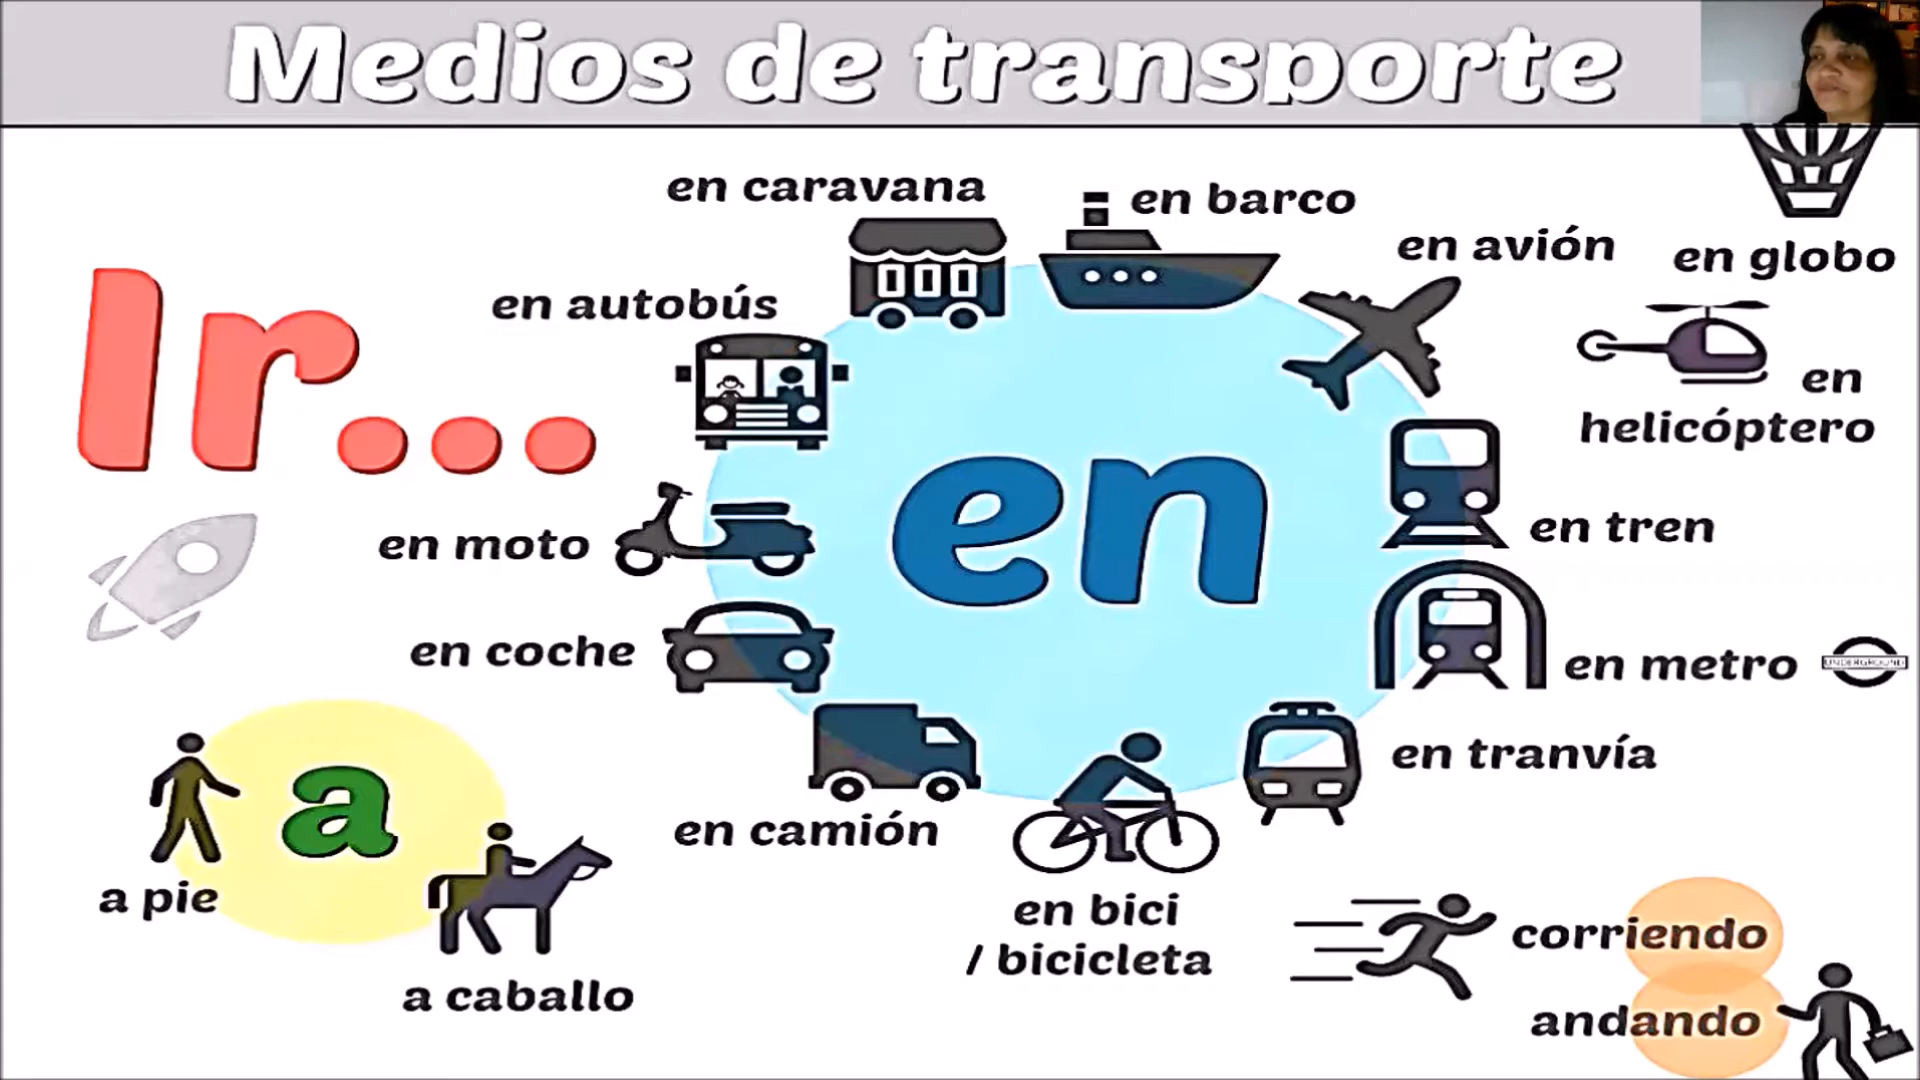 Medios de transporte
en caravana
en barco
en avión
en globo
en autobús
Ir...
en
helicóptero
en
en tren
en moto
en coche
en metro
UNDERGROUND
en tranvía
a
en camión
a pie
en bici
/ bicicleta
corriendo
a caballo
andando